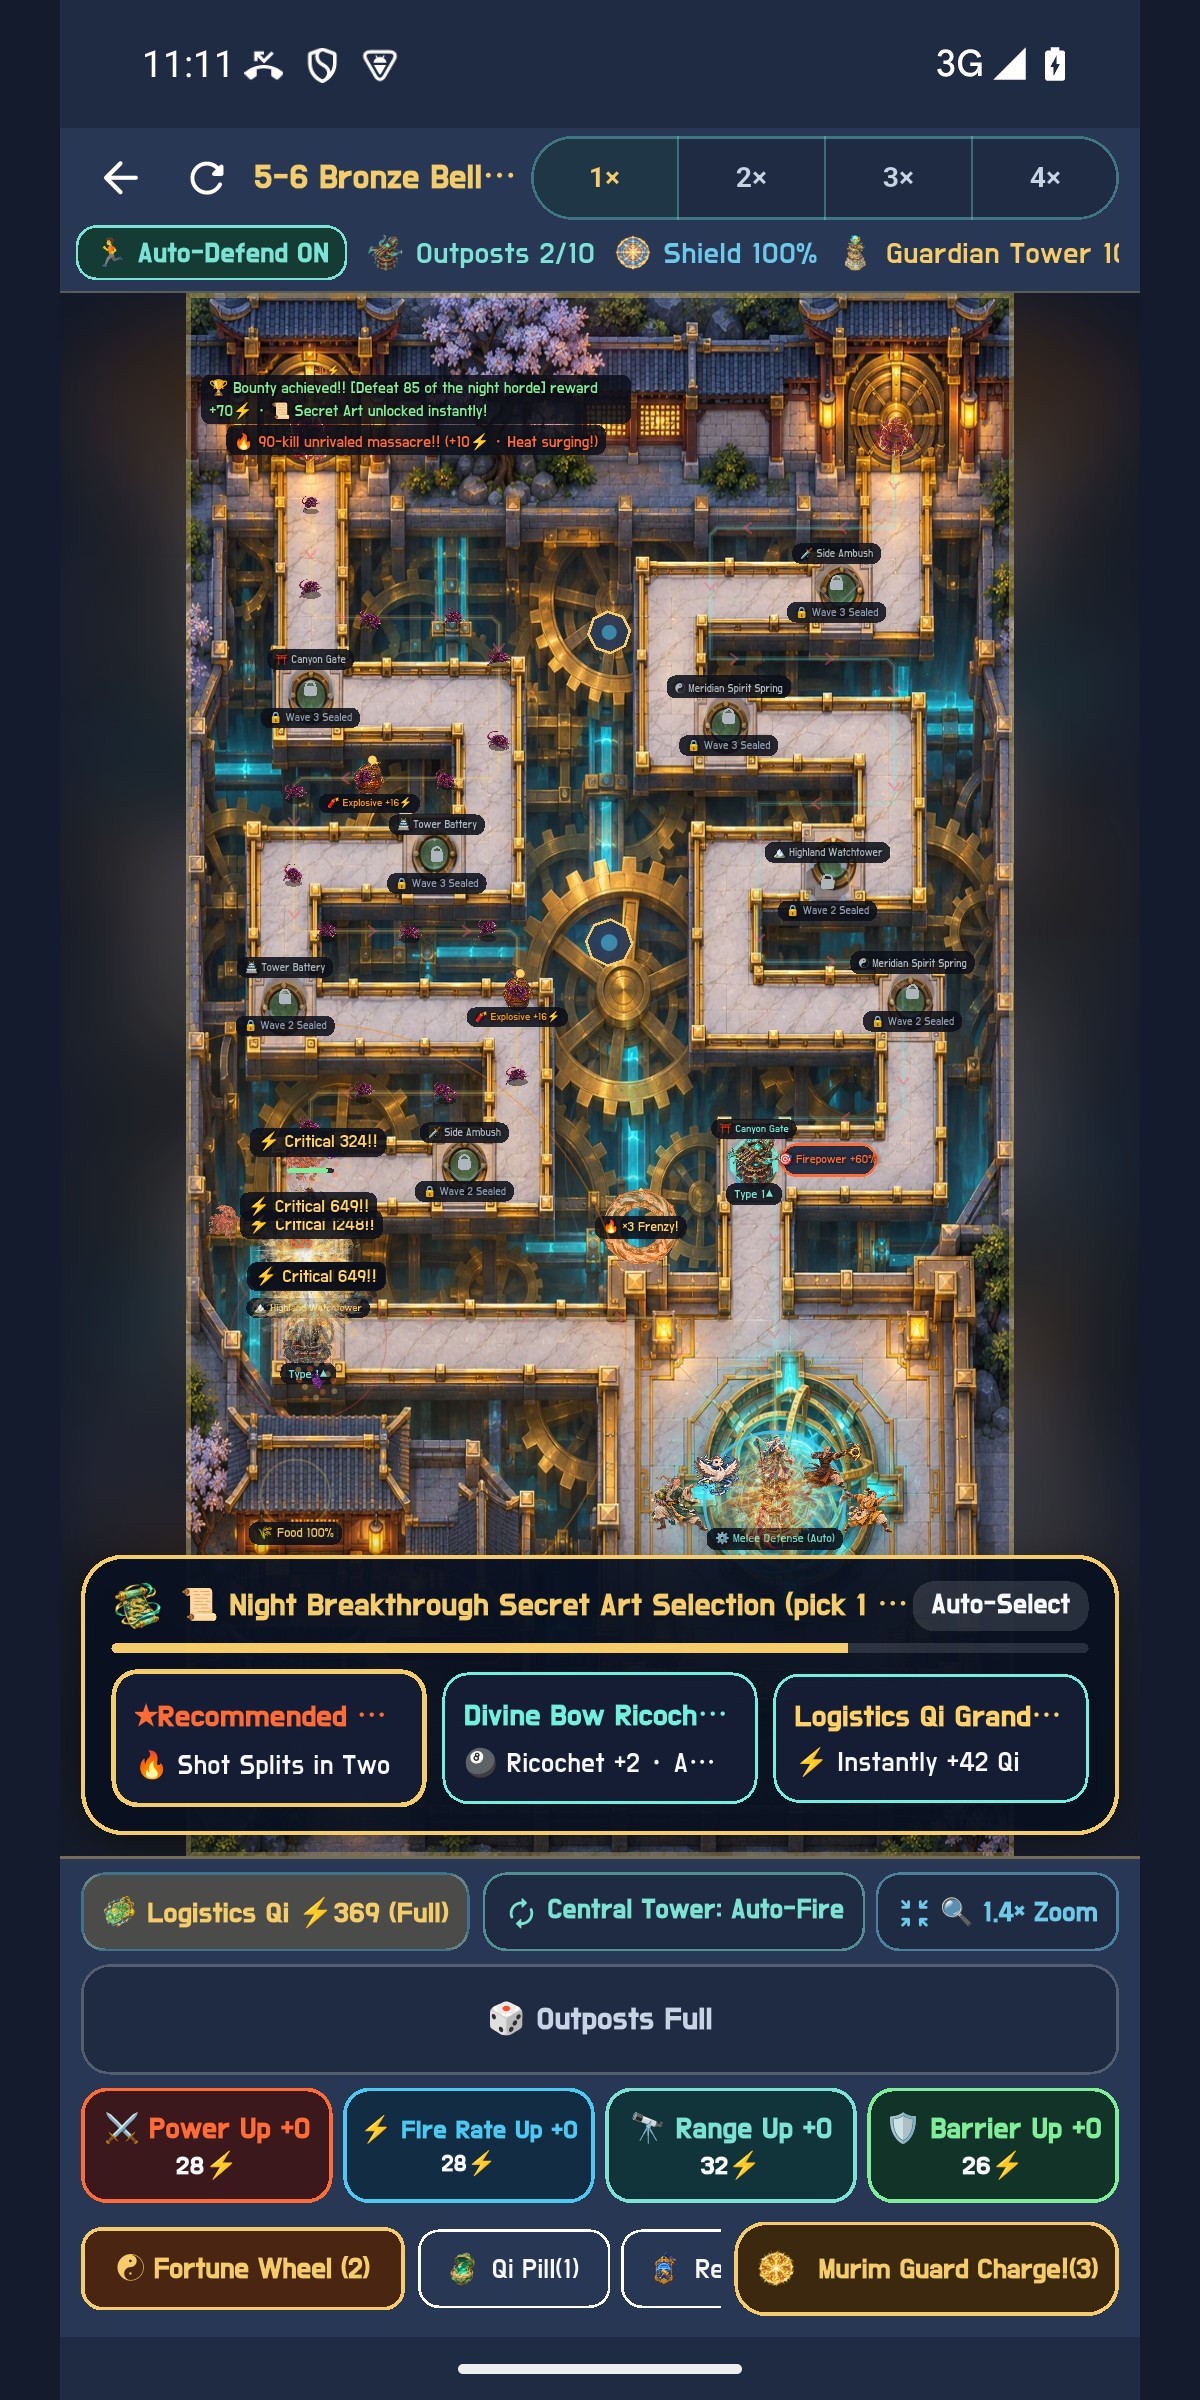 11:11
3G
5-6 Bronze Bell···
1×
2×
3×
4×
Auto-Defend ON
Outposts 2/10
Shield 100%
Guardian Tower 10
Bounty achieved!! [Defeat 85 of the night horde] reward
+70⚡ · 📜 Secret Art unlocked instantly!
90-kill unrivaled massacre!! (+10⚡ · Heat surging!)
Side Ambush
Wave 3 Sealed
Canyon Gate
Wave 3 Sealed
Meridian Spirit Spring
Wave 3 Sealed
Explosive +16⚡
Tower Battery
Wave 3 Sealed
Highland Watchtower
Wave 2 Sealed
Tower Battery
Wave 2 Sealed
Meridian Spirit Spring
Wave 2 Sealed
Explosive +16⚡
⚡ Critical 324!!
Side Ambush
Wave 2 Sealed
Canyon Gate
Firepower +60%
Type 1▲
⚡ Critical 649!!
⚡ Critical 1248!!
×3 Frenzy!
⚡ Critical 649!!
Highland Watchtower
Type 1▲
Food 100%
Melee Defense (Auto)
Night Breakthrough Secret Art Selection (pick 1 ···
Auto-Select
★Recommended ···
Shot Splits in Two
Divine Bow Ricoch···
Ricochet +2 · A···
Logistics Qi Grand···
⚡ Instantly +42 Qi
Logistics Qi ⚡369 (Full)
Central Tower: Auto-Fire
1.4× Zoom
Outposts Full
Power Up +0
28⚡
Fire Rate Up +0
28⚡
Range Up +0
32⚡
Barrier Up +0
26⚡
Fortune Wheel (2)
Qi Pill(1)
Re
Murim Guard Charge!(3)